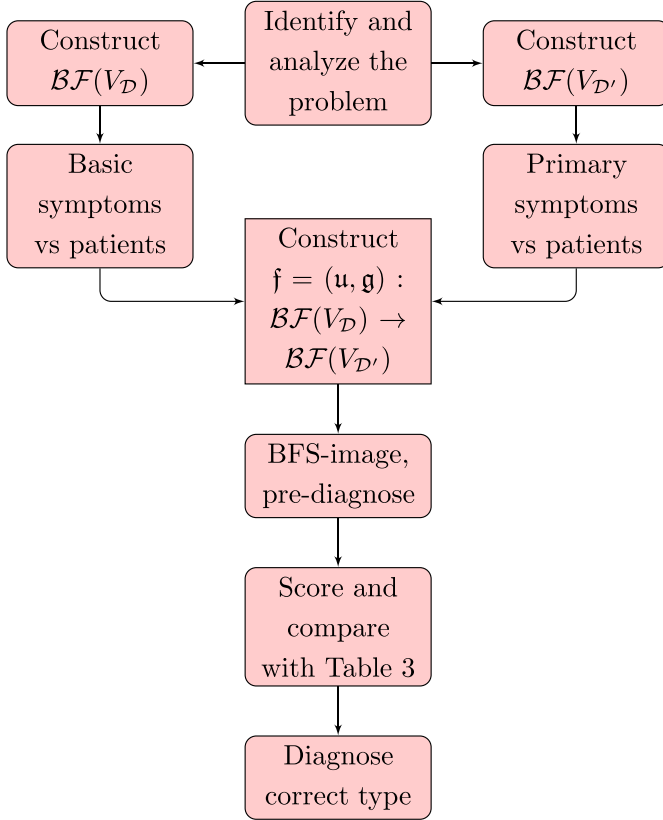 Identify and
analyze the
problem
Construct
𝓑𝓕(V_𝒟)
Construct
𝓑𝓕(V_𝒟′)
Basic
symptoms
vs patients
Primary
symptoms
vs patients
Construct
𝔣 = (𝔲, 𝔤) :
𝓑𝓕(V_𝒟) →
𝓑𝓕(V_𝒟′)
BFS-image,
pre-diagnose
Score and
compare
with Table 3
Diagnose
correct type